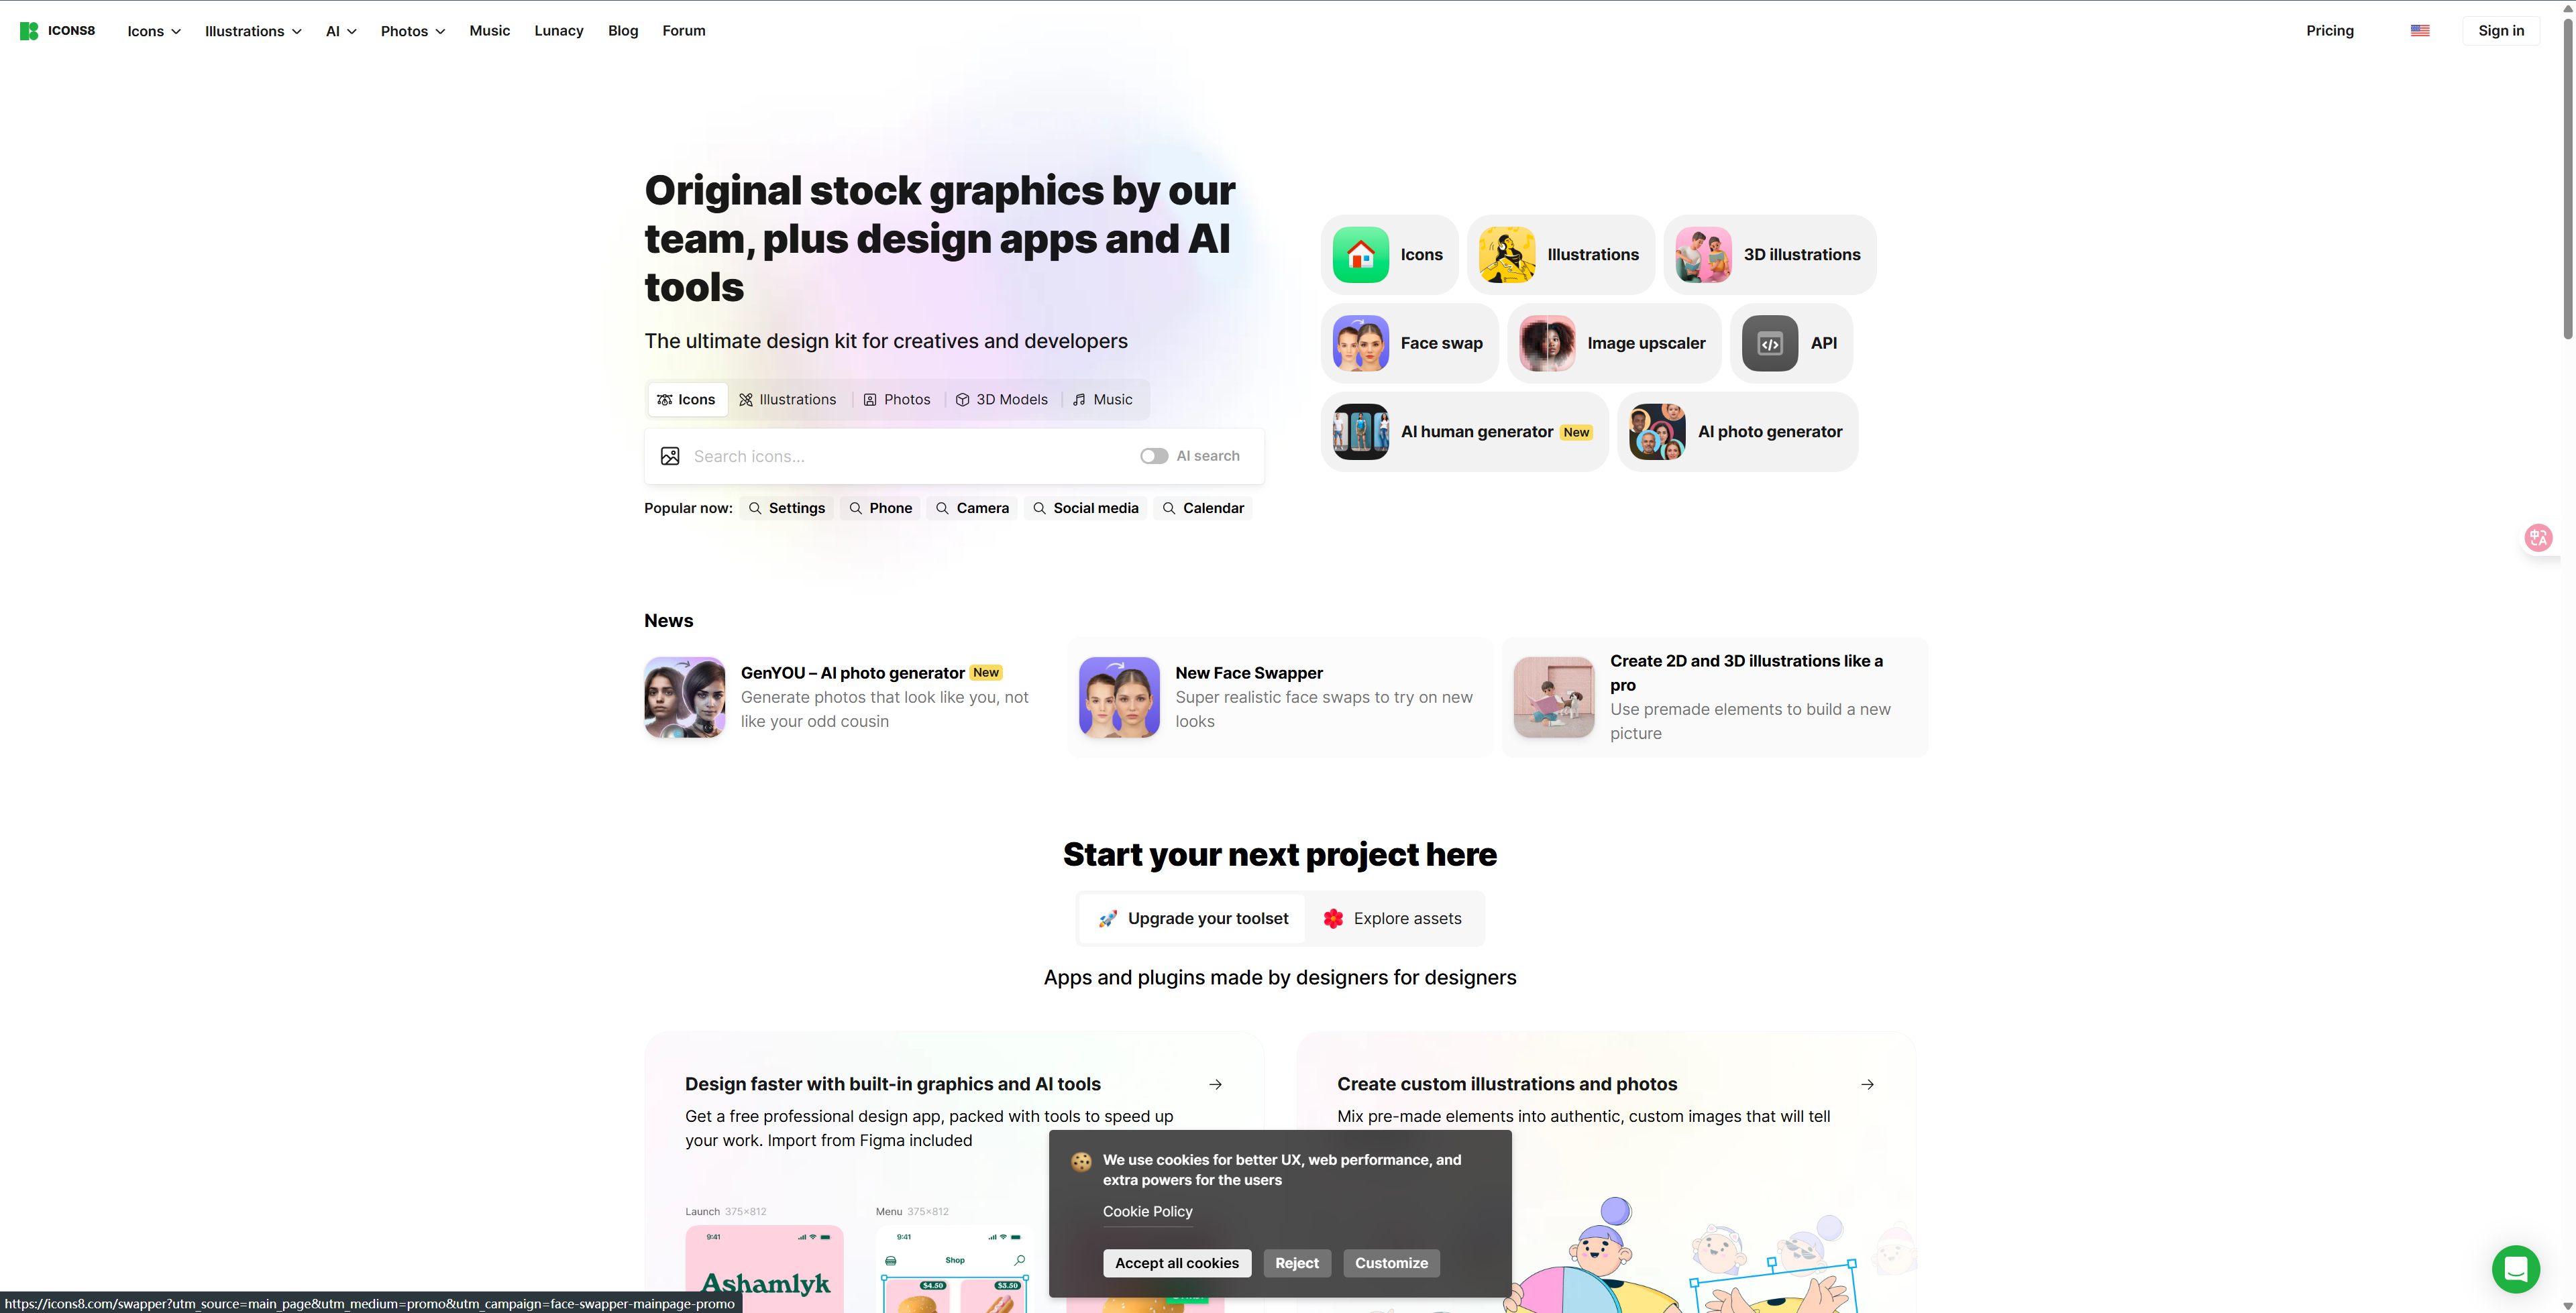 ICONS8
Icons
Illustrations
AI
Photos
Music
Lunacy
Blog
Forum
Pricing
Sign in
Original stock graphics by our
team, plus design apps and AI
tools
The ultimate design kit for creatives and developers
Icons
Illustrations
Photos
3D Models
Music
Search icons...
AI search
Popular now:
Settings
Phone
Camera
Social media
Calendar
Icons
Illustrations
3D illustrations
Face swap
Image upscaler
API
AI human generator New
AI photo generator
News
GenYOU – AI photo generator New
Generate photos that look like you, not
like your odd cousin
New Face Swapper
Super realistic face swaps to try on new
looks
Create 2D and 3D illustrations like a
pro
Use premade elements to build a new
picture
Start your next project here
Upgrade your toolset
Explore assets
Apps and plugins made by designers for designers
Design faster with built-in graphics and AI tools
Get a free professional design app, packed with tools to speed up
your work. Import from Figma included
Launch 375×812
9:41
Ashamlyk
Menu 375×812
9:41
Shop
$4.50
$5.50
Create custom illustrations and photos
Mix pre-made elements into authentic, custom images that will tell
We use cookies for better UX, web performance, and
extra powers for the users
Cookie Policy
Accept all cookies
Reject
Customize
https://icons8.com/swapper?utm_source=main_page&utm_medium=promo&utm_campaign=face-swapper-mainpage-promo